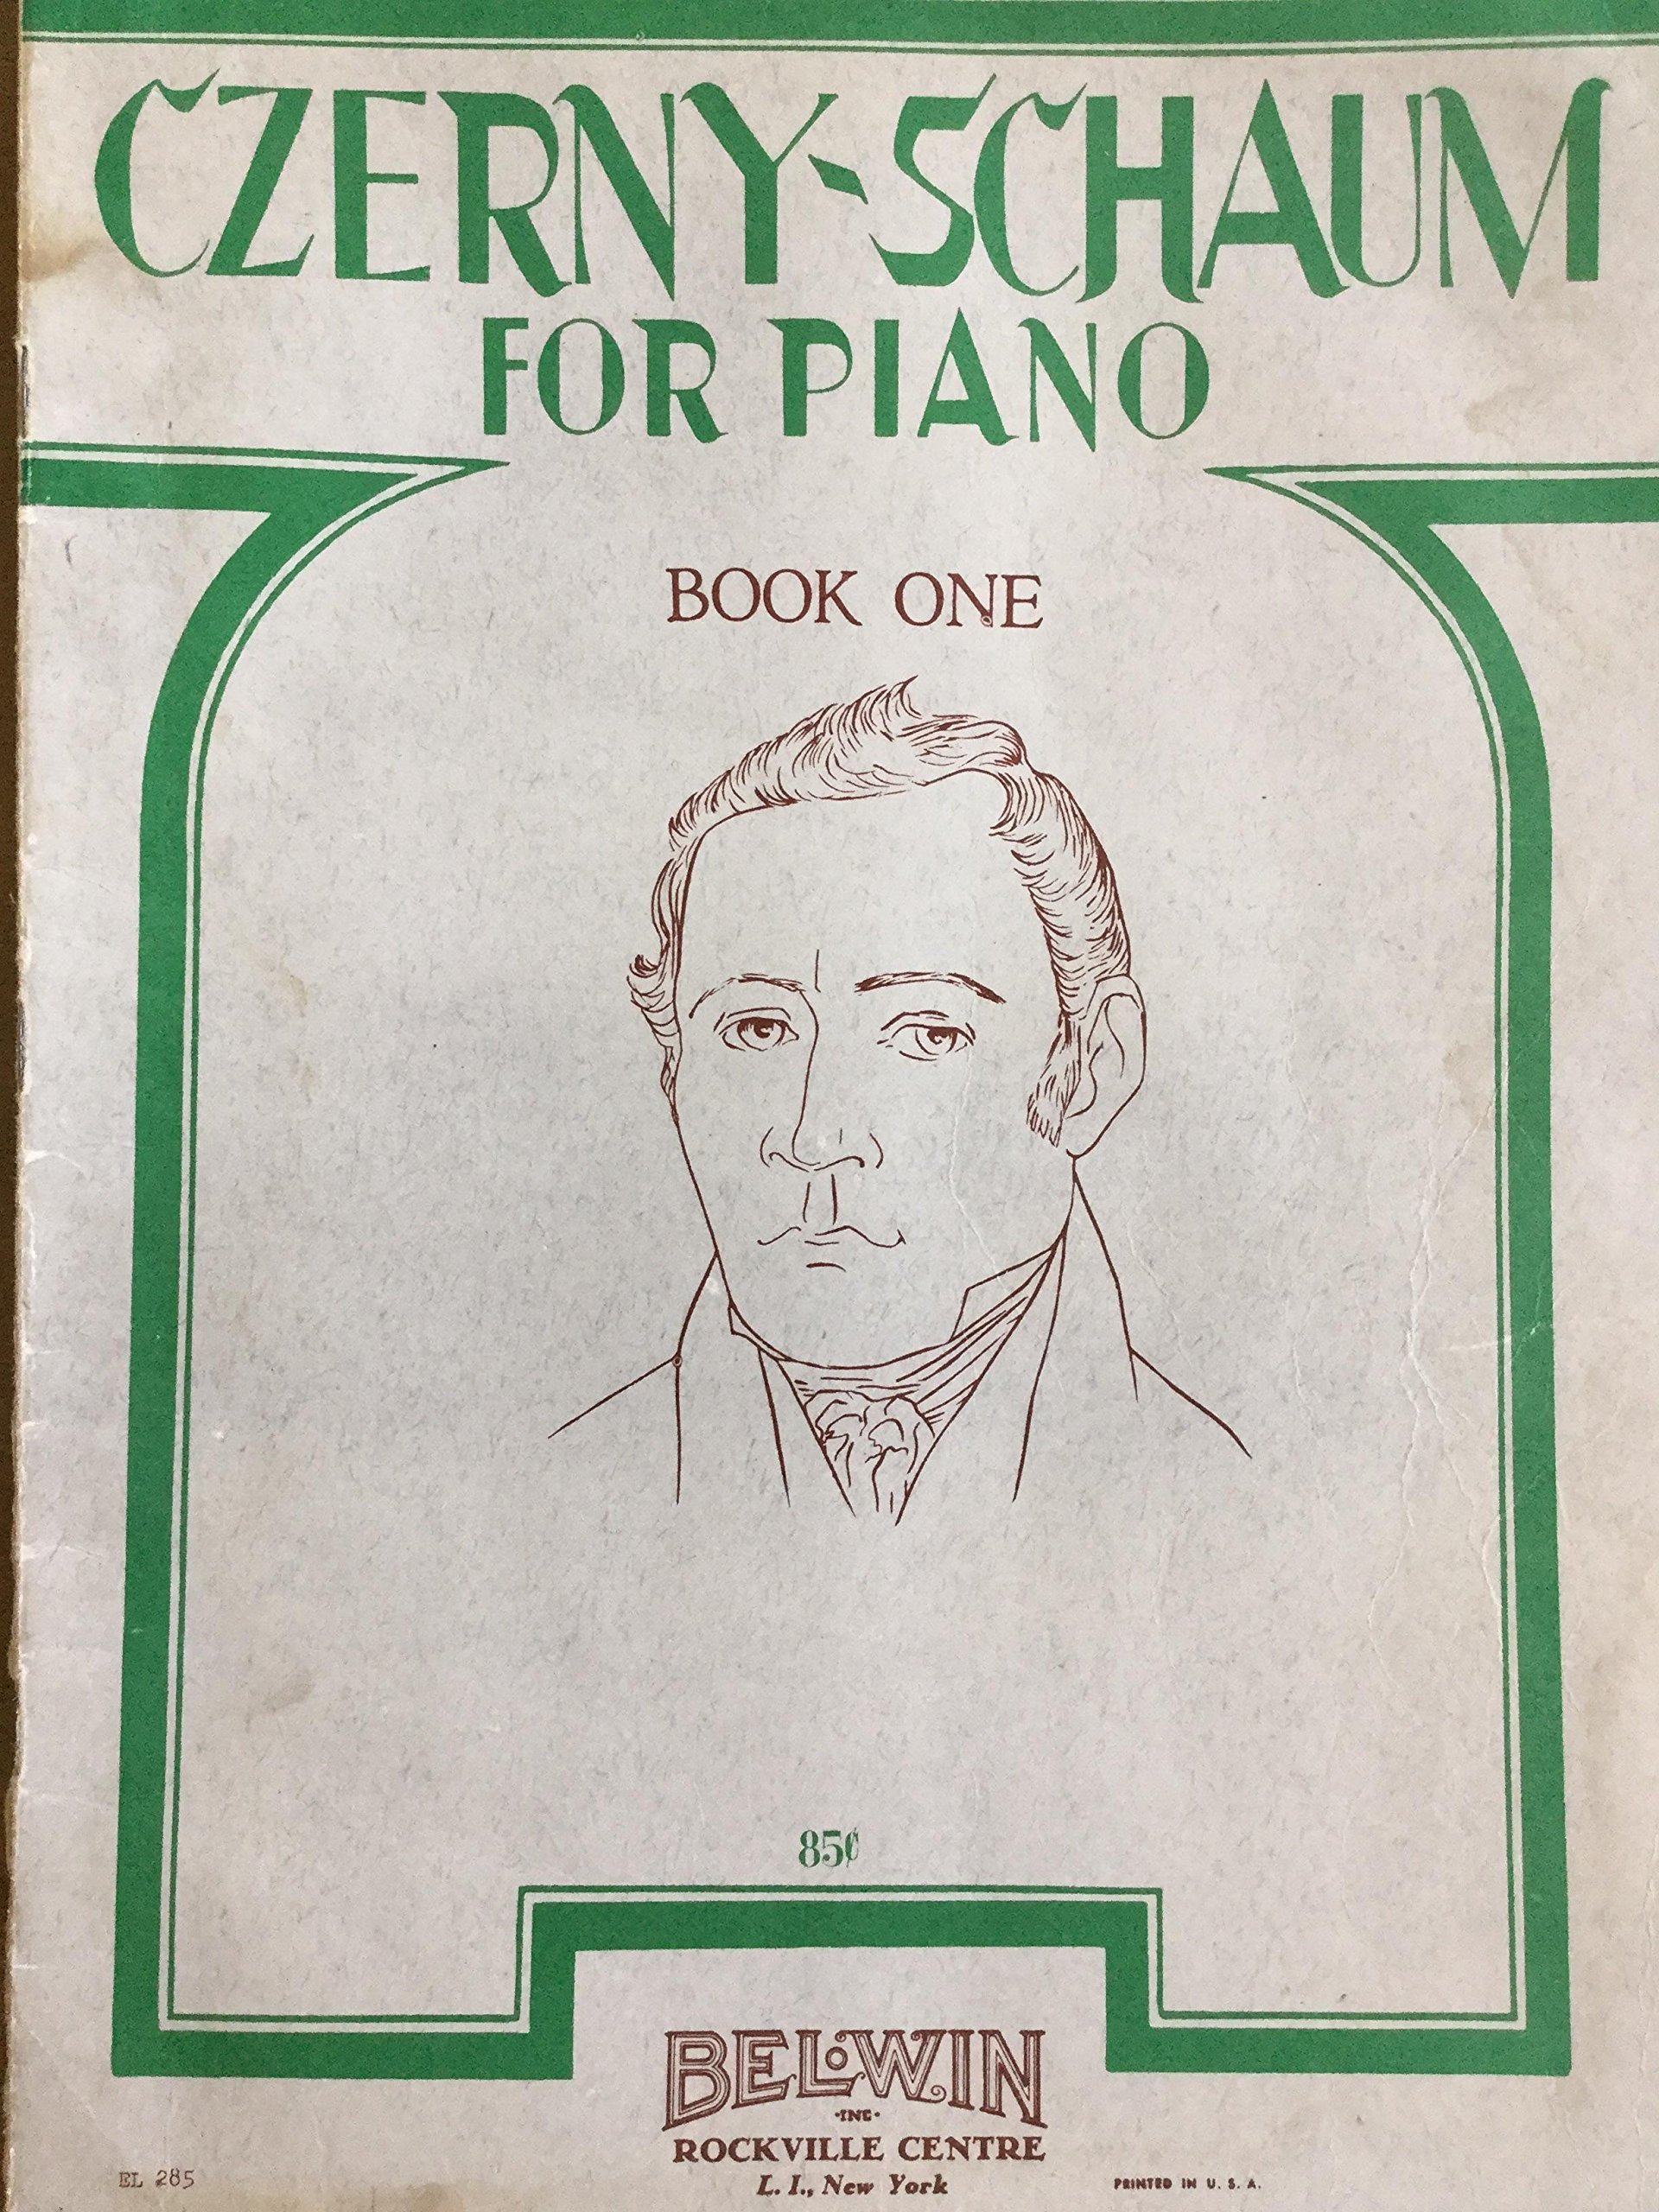 CZERNY-SCHAUM
FOR PIANO
BOOK ONE
85¢
BELWIN
·INC·
ROCKVILLE CENTRE
L. I., New York
EL 285
PRINTED IN U. S. A.